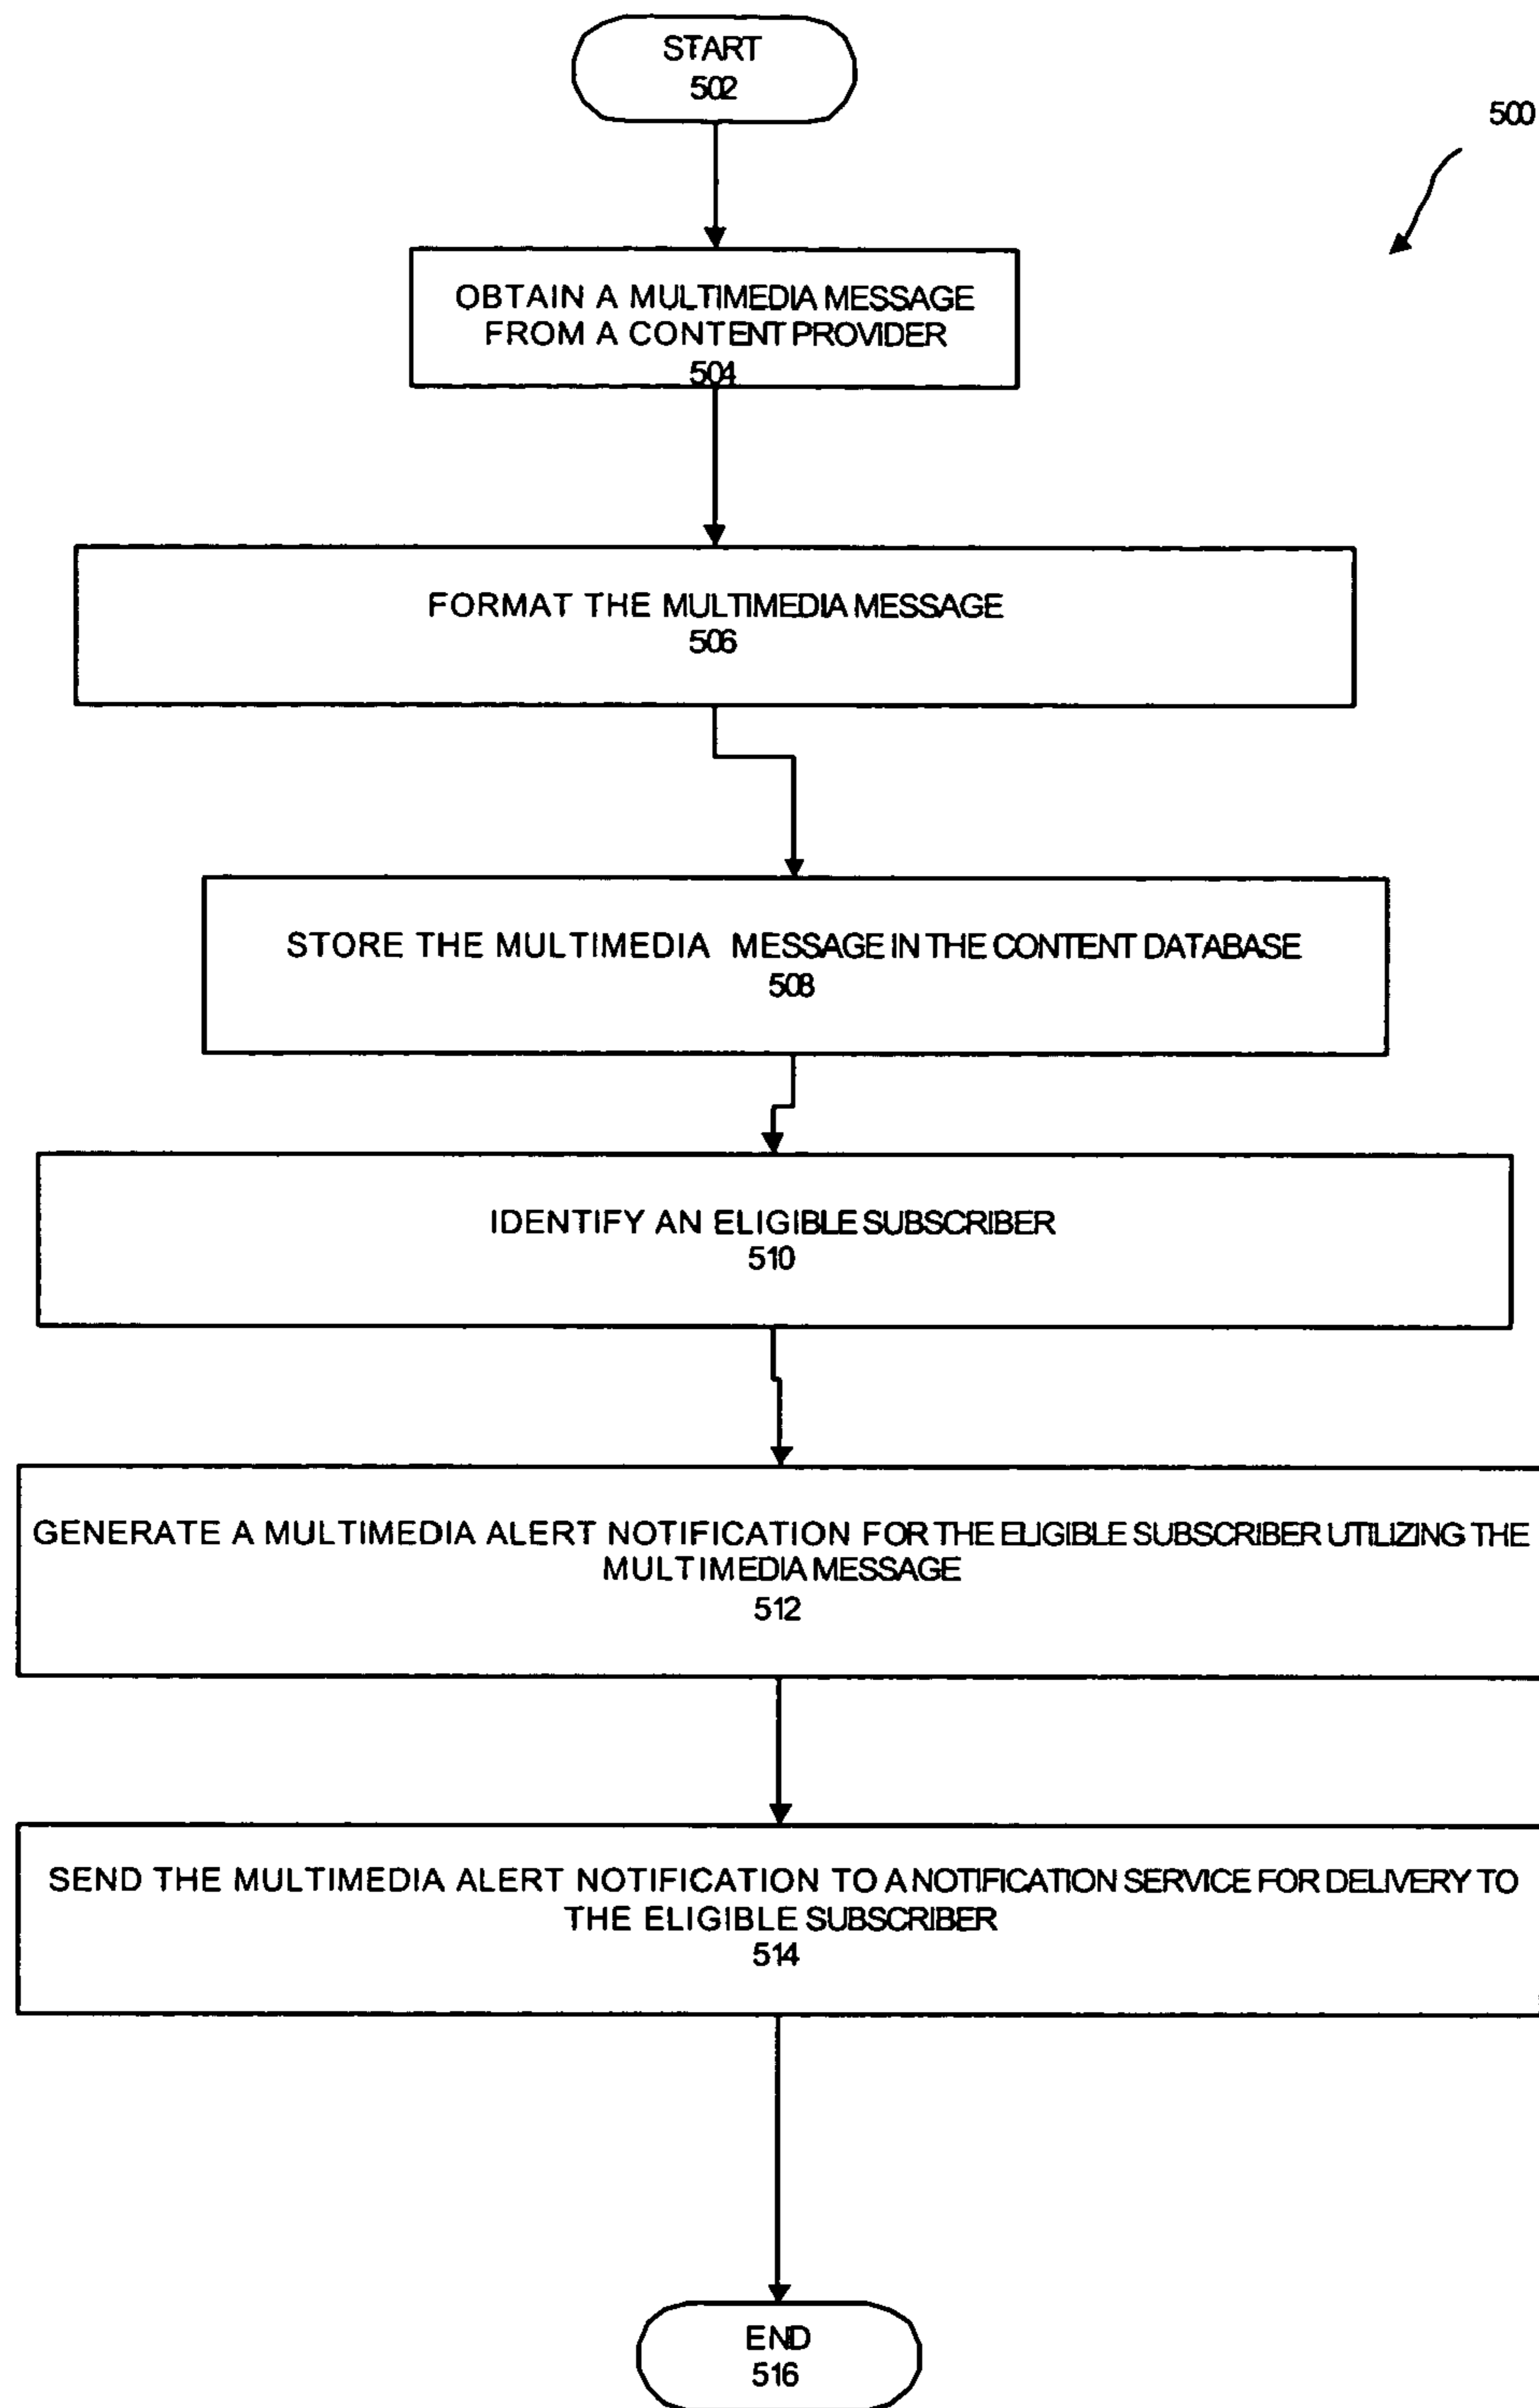 START
502
500
OBTAIN A MULTIMEDIA MESSAGE
FROM A CONTENT PROVIDER
504
FORMAT THE MULTIMEDIA MESSAGE
506
STORE THE MULTIMEDIA MESSAGE IN THE CONTENT DATABASE
508
IDENTIFY AN ELIGIBLE SUBSCRIBER
510
GENERATE A MULTIMEDIA ALERT NOTIFICATION FOR THE ELIGIBLE SUBSCRIBER UTILIZING THE
MULTIMEDIA MESSAGE
512
SEND THE MULTIMEDIA ALERT NOTIFICATION TO A NOTIFICATION SERVICE FOR DELIVERY TO
THE ELIGIBLE SUBSCRIBER
514
END
516